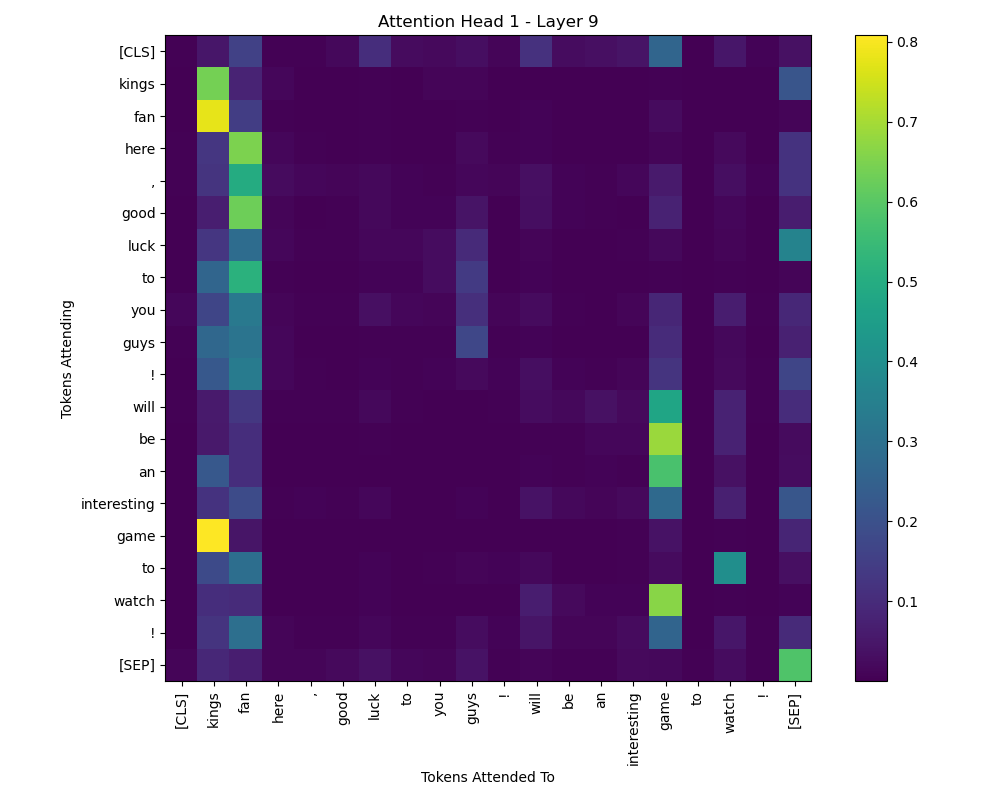 Attention Head 1 - Layer 9
Tokens Attending
[CLS]
kings
fan
here
,
good
luck
to
you
guys
!
will
be
an
interesting
game
to
watch
!
[SEP]
[CLS]
kings
fan
here
,
good
luck
to
you
guys
!
will
be
an
interesting
game
to
watch
!
[SEP]
Tokens Attended To
0.8
0.7
0.6
0.5
0.4
0.3
0.2
0.1